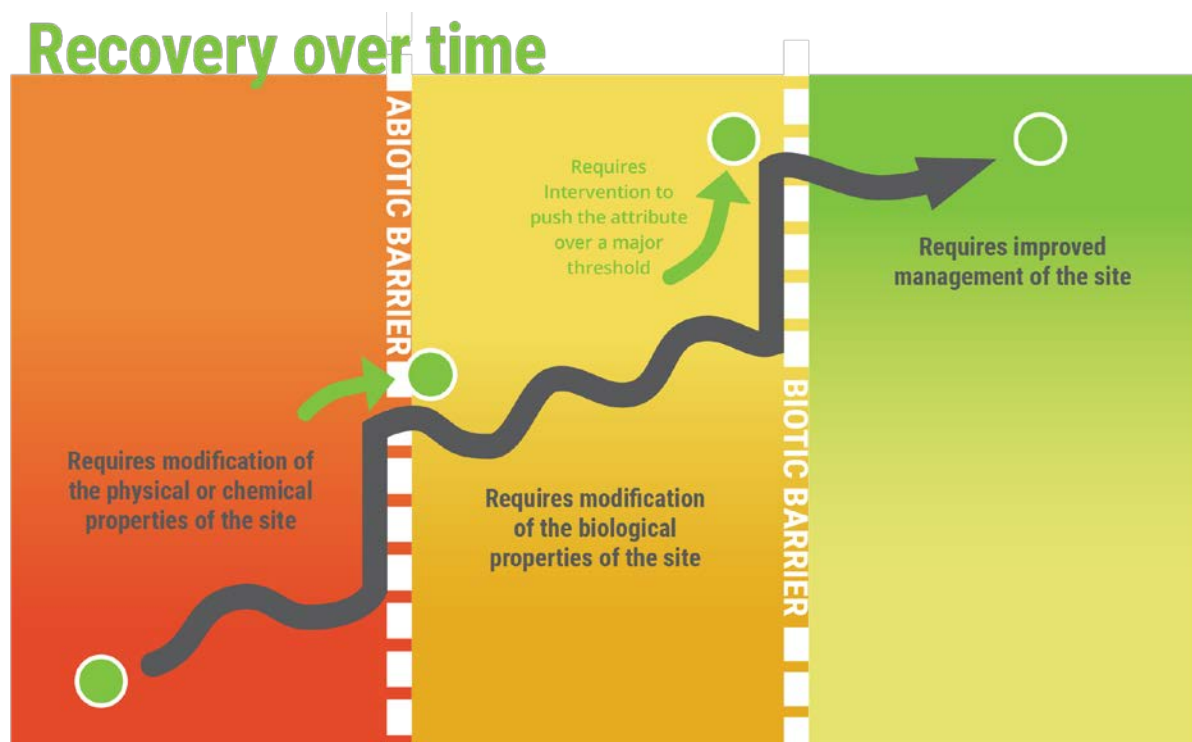 Recovery over time
ABIOTIC BARRIER
Requires
Intervention to
push the attribute
over a major
threshold
Requires improved
management of the site
Requires modification of
the physical or chemical
properties of the site
Requires modification
of the biological
properties of the site
BIOTIC BARRIER